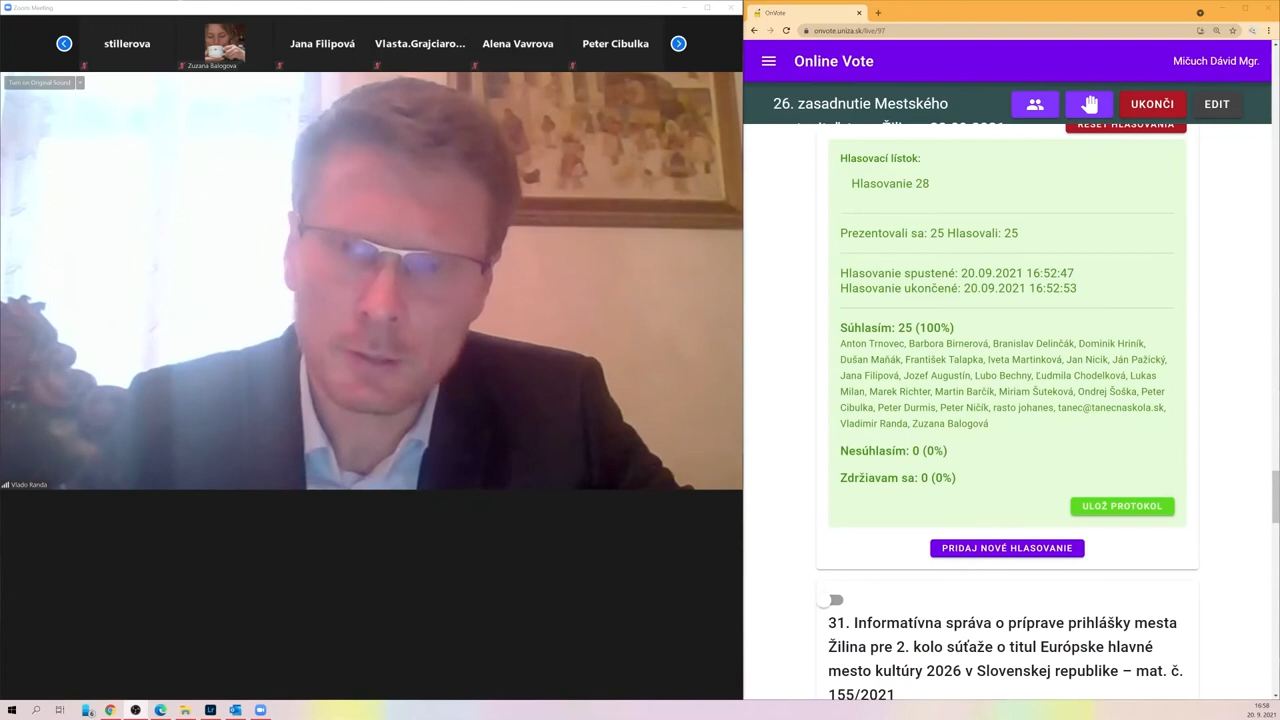 Zoom Meeting
stillerova
Zuzana Balogova
Jana Filipová
Vlasta.Grajciaro...
Alena Vavrova
Peter Cibulka
Turn on Original Sound
Vlado Randa
OnVote
onvote.uniza.sk/live/97
Online Vote
Mičuch Dávid Mgr.
26. zasadnutie Mestského
UKONČI
EDIT
RESET HLASOVANIA
Hlasovací lístok:
Hlasovanie 28
Prezentovali sa: 25 Hlasovali: 25
Hlasovanie spustené: 20.09.2021 16:52:47
Hlasovanie ukončené: 20.09.2021 16:52:53
Súhlasím: 25 (100%)
Anton Trnovec, Barbora Birnerová, Branislav Delinčák, Dominik Hriník,
Dušan Maňák, František Talapka, Iveta Martinková, Jan Nicik, Ján Pažický,
Jana Filipová, Jozef Augustín, Lubo Bechny, Ľudmila Chodelková, Lukas
Milan, Marek Richter, Martin Barčík, Miriam Šuteková, Ondrej Šoška, Peter
Cibulka, Peter Durmis, Peter Ničík, rasto johanes, tanec@tanecnaskola.sk,
Vladimir Randa, Zuzana Balogová
Nesúhlasím: 0 (0%)
Zdržiavam sa: 0 (0%)
ULOŽ PROTOKOL
PRIDAJ NOVÉ HLASOVANIE
31. Informatívna správa o príprave prihlášky mesta
Žilina pre 2. kolo súťaže o titul Európske hlavné
mesto kultúry 2026 v Slovenskej republike – mat. č.
155/2021
16:58
20. 9. 2021